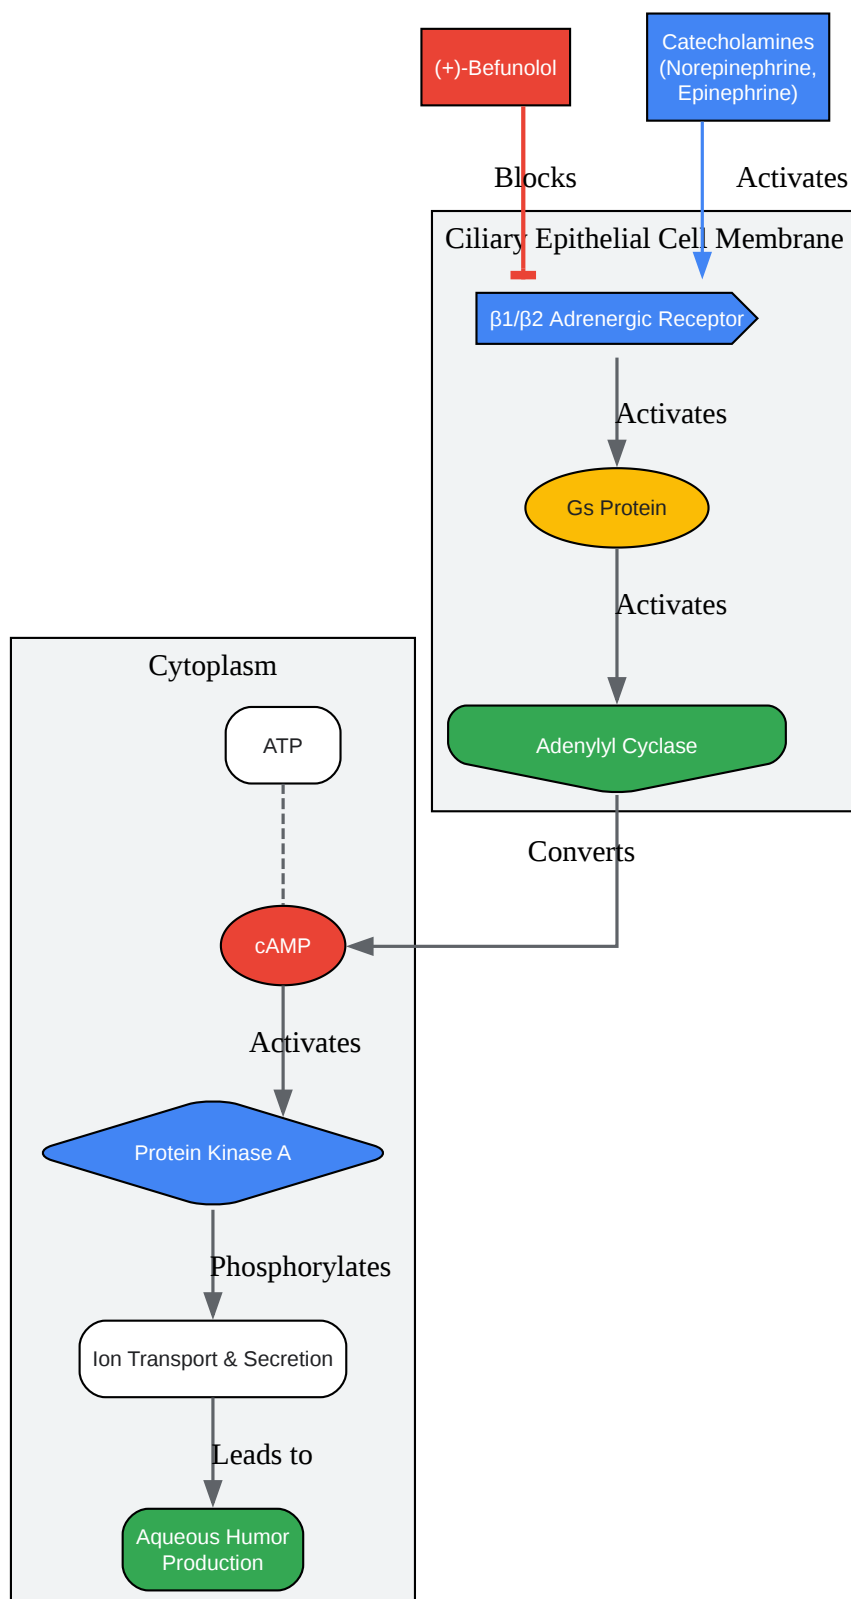 (+)-Befunolol
Catecholamines
(Norepinephrine,
Epinephrine)
Blocks
Activates
Ciliary Epithelial Cell Membrane
β1/β2 Adrenergic Receptor
Activates
Gs Protein
Activates
Adenylyl Cyclase
Converts
Cytoplasm
ATP
cAMP
Activates
Protein Kinase A
Phosphorylates
Ion Transport & Secretion
Leads to
Aqueous Humor
Production